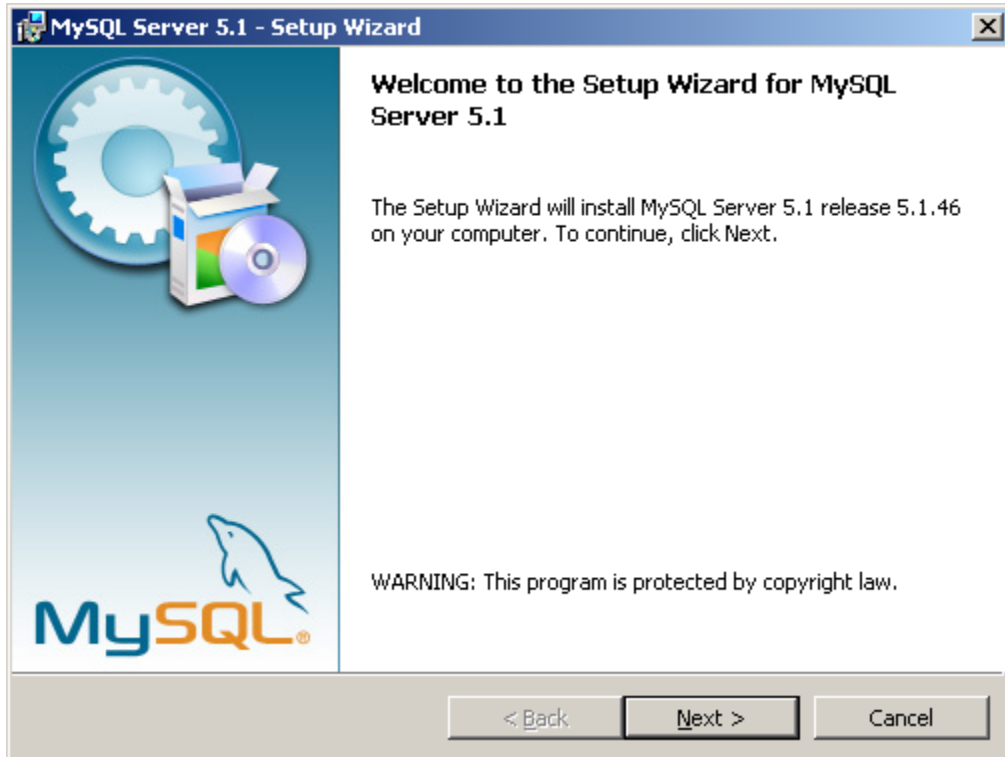 MySQL Server 5.1 - Setup Wizard
Welcome to the Setup Wizard for MySQL
Server 5.1
The Setup Wizard will install MySQL Server 5.1 release 5.1.46
on your computer. To continue, click Next.
WARNING: This program is protected by copyright law.
MySQL®
< Back
Next >
Cancel